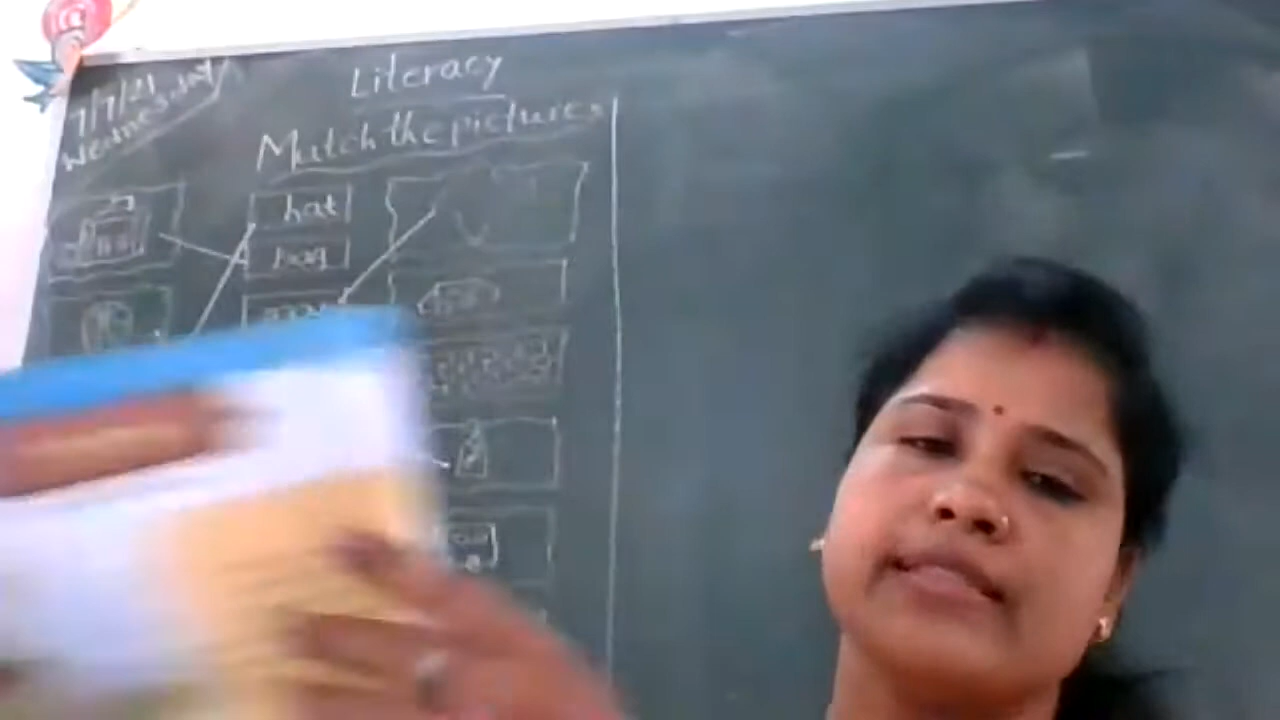 Literacy
7/7/21
Wednesday
Match the pictures
hat
bag